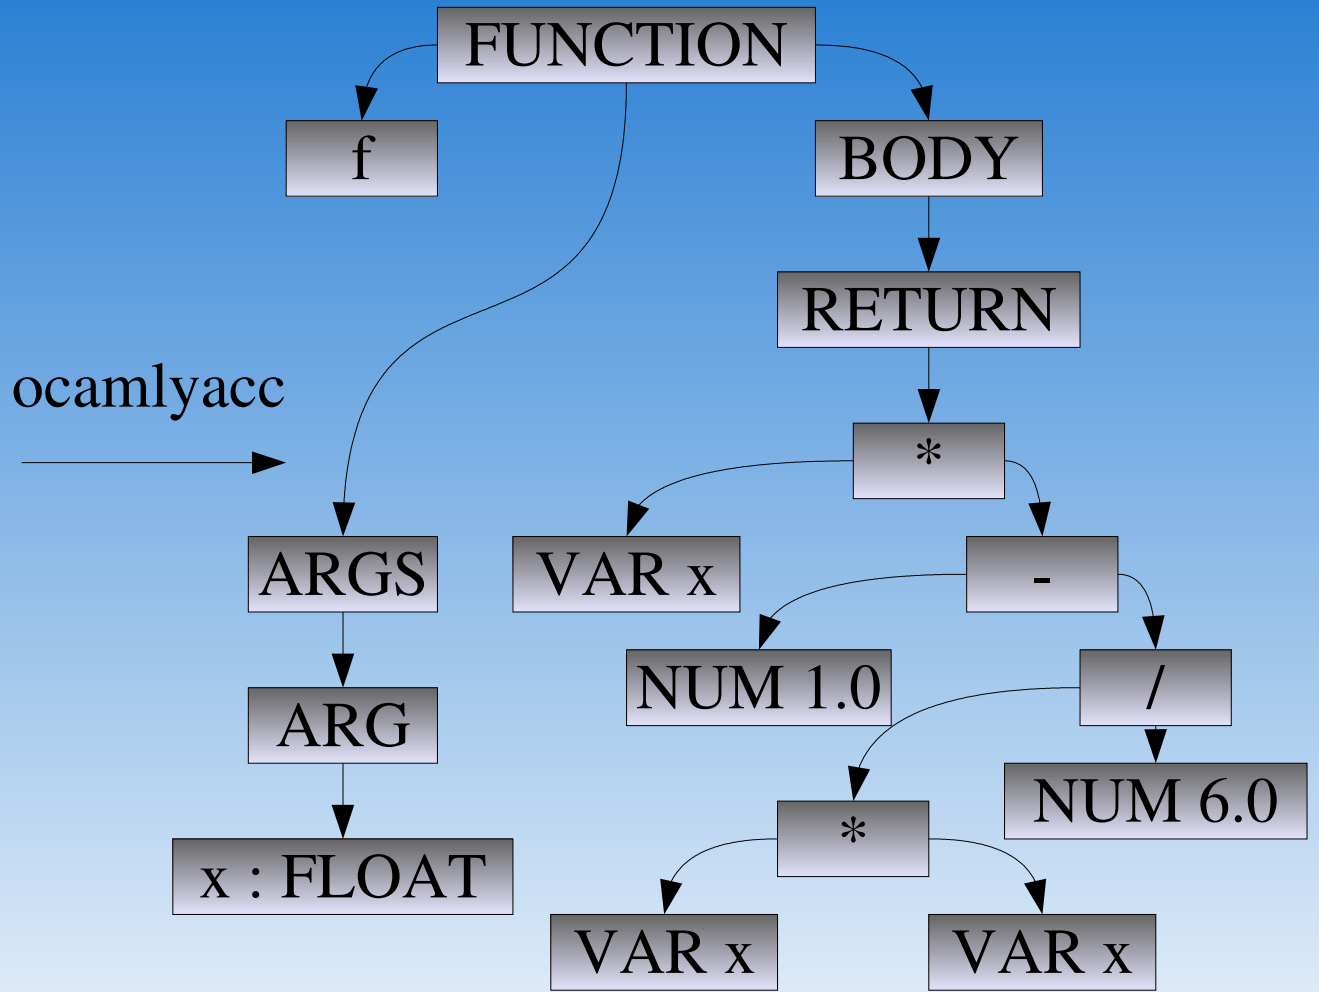 FUNCTION
f
BODY
RETURN
ocamlyacc
*
ARGS
VAR x
-
NUM 1.0
/
ARG
NUM 6.0
*
x : FLOAT
VAR x
VAR x